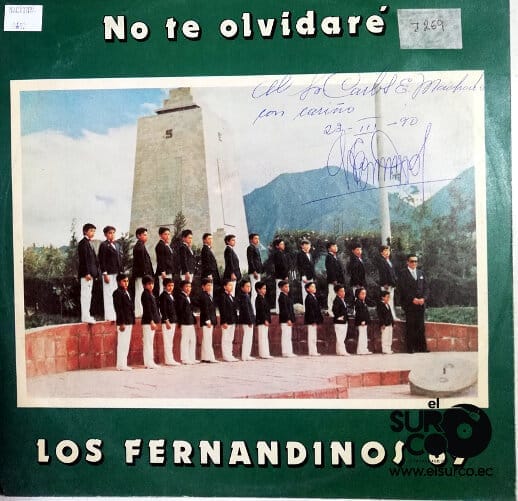 No te olvidaré
J269
Al Sr Carlos E. Machado
con cariño
23-III-90
S E
LOS FERNANDINOS
el
SURCO
www.elsurco.ec